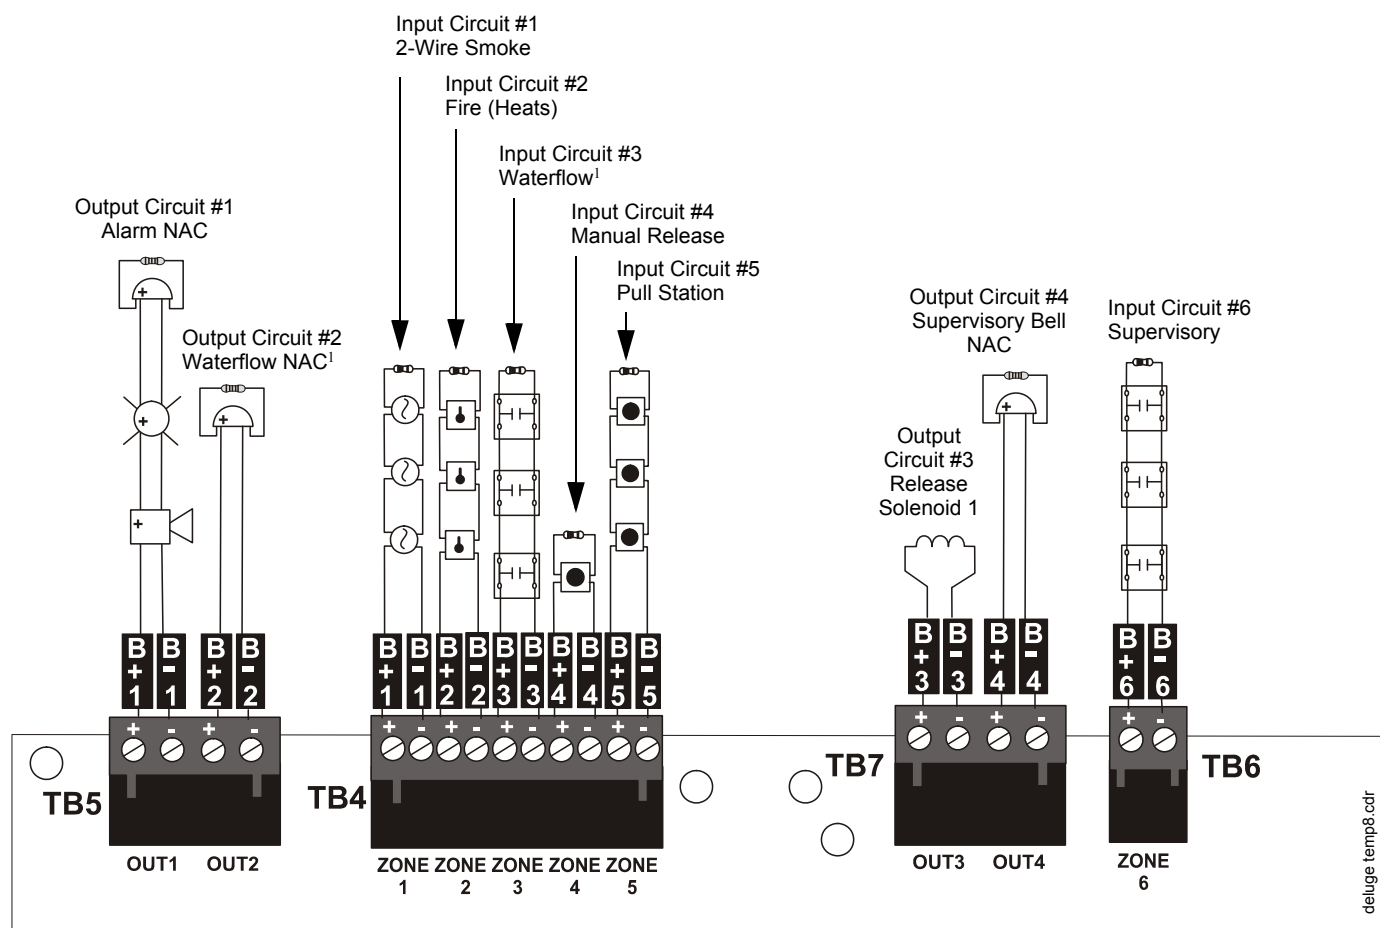 Input Circuit #1
2-Wire Smoke
Input Circuit #2
Fire (Heats)
Input Circuit #3
Waterflow1
Input Circuit #4
Manual Release
Input Circuit #5
Pull Station
Output Circuit #1
Alarm NAC
Output Circuit #2
Waterflow NAC1
Output Circuit #4
Supervisory Bell
NAC
Input Circuit #6
Supervisory
Output
Circuit #3
Release
Solenoid 1
+
+
+
+
+
B+1
B-1
B+2
B-2
B+1
B-1
B+2
B-2
B+3
B-3
B+4
B-4
B+5
B-5
B+3
B-3
B+4
B-4
B+6
B-6
+ - + -
+ - + - + - + - + -
+ - + -
+ -
TB5
TB4
TB7
TB6
OUT1 OUT2
ZONE 1
ZONE 2
ZONE 3
ZONE 4
ZONE 5
OUT3 OUT4
ZONE 6
deluge temp8.cdr